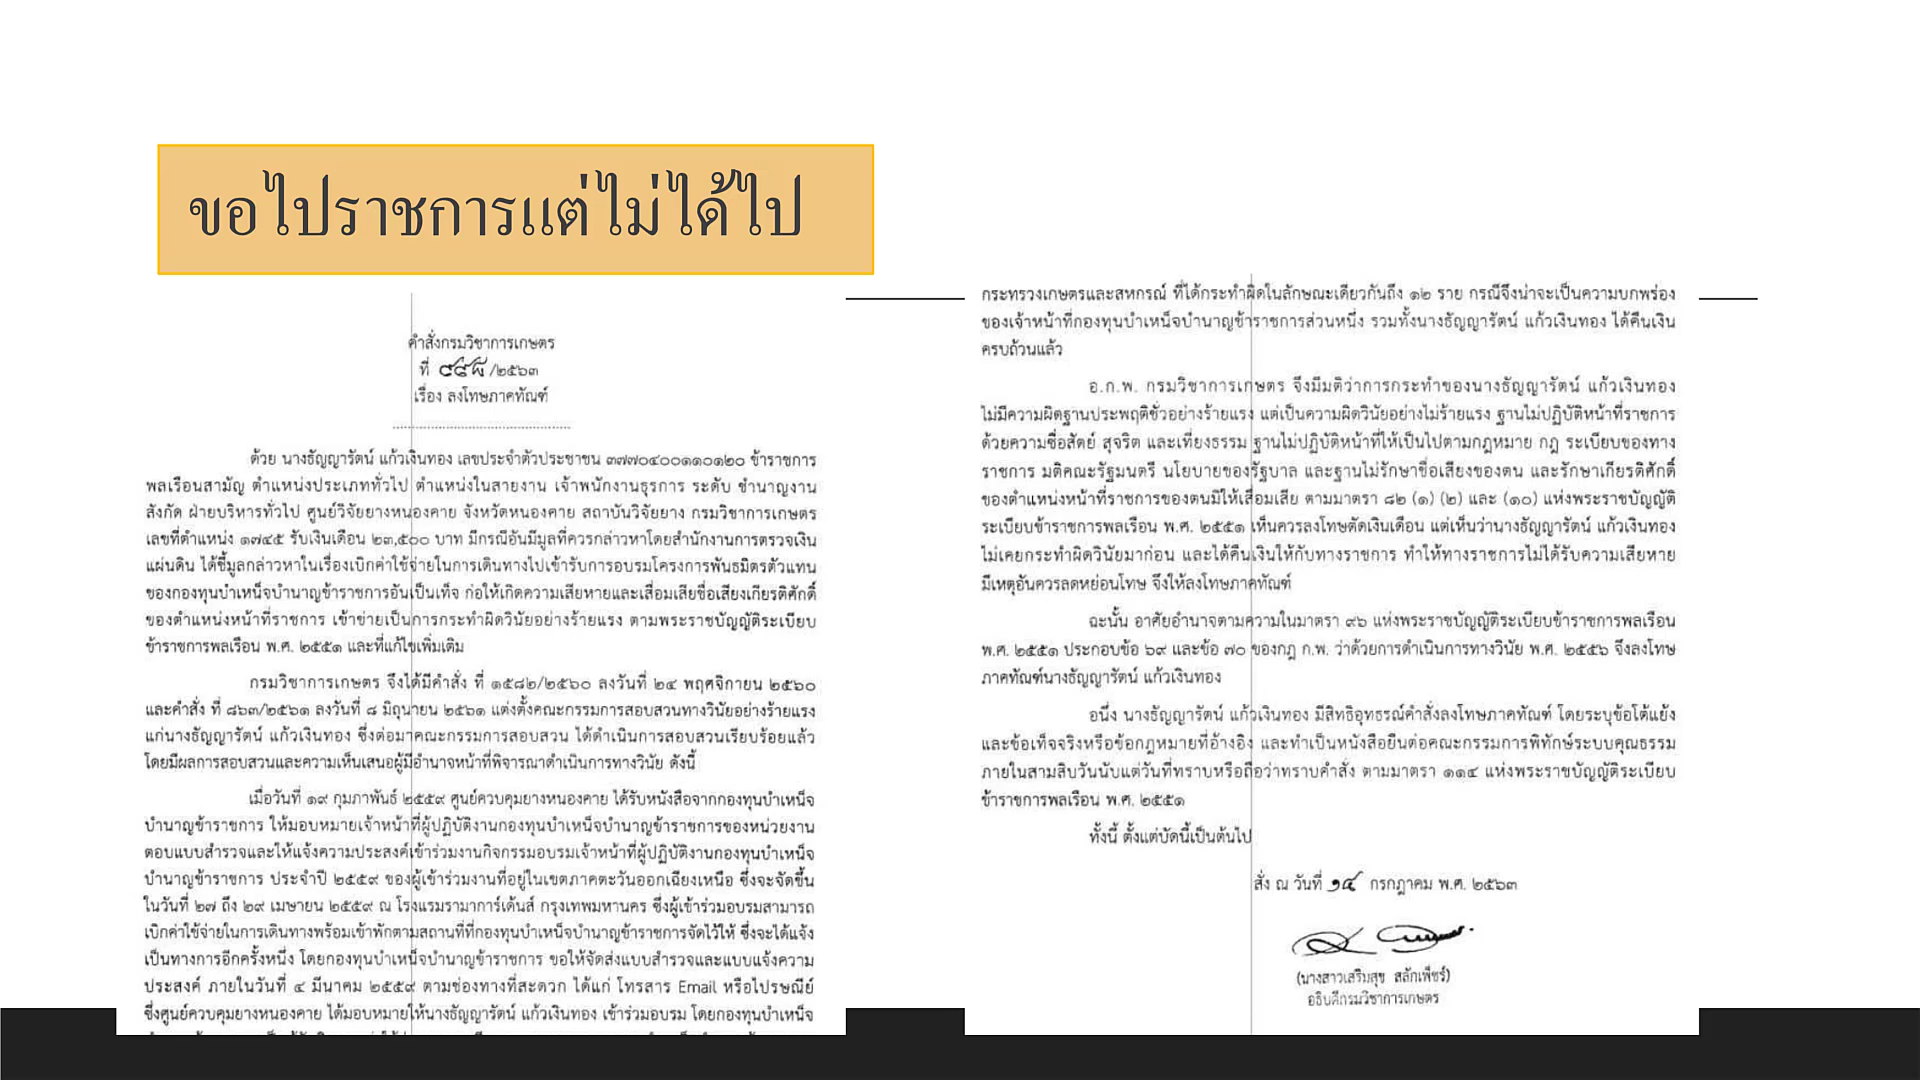 ขอไปราชการแต่ไม่ได้ไป
คำสั่งกรมวิชาการเกษตร
ที่ ๙๘๘/๒๕๖๓
เรื่อง ลงโทษภาคทัณฑ์
ด้วย นางธัญญารัตน์ แก้วเงินทอง เลขประจำตัวประชาชน ๓๗๗๐๔๐๐๑๑๐๑๒๐ ข้าราชการ
พลเรือนสามัญ ตำแหน่งประเภททั่วไป ตำแหน่งในสายงาน เจ้าพนักงานธุรการ ระดับ ชำนาญงาน
สังกัด ฝ่ายบริหารทั่วไป ศูนย์วิจัยยางหนองคาย จังหวัดหนองคาย สถาบันวิจัยยาง กรมวิชาการเกษตร
เลขที่ตำแหน่ง ๑๗๔๕ รับเงินเดือน ๒๓,๕๐๐ บาท มีกรณีอันมีมูลที่ควรกล่าวหาโดยสำนักงานการตรวจเงิน
แผ่นดิน ได้ชี้มูลกล่าวหาในเรื่องเบิกค่าใช้จ่ายในการเดินทางไปเข้ารับการอบรมโครงการพันธมิตรตัวแทน
ของกองทุนบำเหน็จบำนาญข้าราชการอันเป็นเท็จ ก่อให้เกิดความเสียหายและเสื่อมเสียชื่อเสียงเกียรติศักดิ์
ของตำแหน่งหน้าที่ราชการ เข้าข่ายเป็นการกระทำผิดวินัยอย่างร้ายแรง ตามพระราชบัญญัติระเบียบ
ข้าราชการพลเรือน พ.ศ. ๒๕๕๑ และที่แก้ไขเพิ่มเติม
กรมวิชาการเกษตร จึงได้มีคำสั่ง ที่ ๑๕๘๒/๒๕๖๐ ลงวันที่ ๒๔ พฤศจิกายน ๒๕๖๐
และคำสั่ง ที่ ๘๖๓/๒๕๖๑ ลงวันที่ ๘ มิถุนายน ๒๕๖๑ แต่งตั้งคณะกรรมการสอบสวนทางวินัยอย่างร้ายแรง
แก่นางธัญญารัตน์ แก้วเงินทอง ซึ่งต่อมาคณะกรรมการสอบสวน ได้ดำเนินการสอบสวนเรียบร้อยแล้ว
โดยมีผลการสอบสวนและความเห็นเสนอผู้มีอำนาจหน้าที่พิจารณาดำเนินการทางวินัย ดังนี้
เมื่อวันที่ ๑๙ กุมภาพันธ์ ๒๕๕๙ ศูนย์ควบคุมยางหนองคาย ได้รับหนังสือจากกองทุนบำเหน็จ
บำนาญข้าราชการ ให้มอบหมายเจ้าหน้าที่ผู้ปฏิบัติงานกองทุนบำเหน็จบำนาญข้าราชการของหน่วยงาน
ตอบแบบสำรวจและให้แจ้งความประสงค์เข้าร่วมงานกิจกรรมอบรมเจ้าหน้าที่ผู้ปฏิบัติงานกองทุนบำเหน็จ
บำนาญข้าราชการ ประจำปี ๒๕๕๙ ของผู้เข้าร่วมงานที่อยู่ในเขตภาคตะวันออกเฉียงเหนือ ซึ่งจะจัดขึ้น
ในวันที่ ๒๗ ถึง ๒๙ เมษายน ๒๕๕๙ ณ โรงแรมรามาการ์เด้นส์ กรุงเทพมหานคร ซึ่งผู้เข้าร่วมอบรมสามารถ
เบิกค่าใช้จ่ายในการเดินทางพร้อมเข้าพักตามสถานที่ที่กองทุนบำเหน็จบำนาญข้าราชการจัดไว้ให้ ซึ่งจะได้แจ้ง
เป็นทางการอีกครั้งหนึ่ง โดยกองทุนบำเหน็จบำนาญข้าราชการ ขอให้จัดส่งแบบสำรวจและแบบแจ้งความ
ประสงค์ ภายในวันที่ ๔ มีนาคม ๒๕๕๙ ตามช่องทางที่สะดวก ได้แก่ โทรสาร Email หรือไปรษณีย์
ซึ่งศูนย์ควบคุมยางหนองคาย ได้มอบหมายให้นางธัญญารัตน์ แก้วเงินทอง เข้าร่วมอบรม โดยกองทุนบำเหน็จ
กระทรวงเกษตรและสหกรณ์ ที่ได้กระทำผิดในลักษณะเดียวกันถึง ๑๒ ราย กรณีจึงน่าจะเป็นความบกพร่อง
ของเจ้าหน้าที่กองทุนบำเหน็จบำนาญข้าราชการส่วนหนึ่ง รวมทั้งนางธัญญารัตน์ แก้วเงินทอง ได้คืนเงิน
ครบถ้วนแล้ว
อ.ก.พ. กรมวิชาการเกษตร จึงมีมติว่าการกระทำของนางธัญญารัตน์ แก้วเงินทอง
ไม่มีความผิดฐานประพฤติชั่วอย่างร้ายแรง แต่เป็นความผิดวินัยอย่างไม่ร้ายแรง ฐานไม่ปฏิบัติหน้าที่ราชการ
ด้วยความซื่อสัตย์ สุจริต และเที่ยงธรรม ฐานไม่ปฏิบัติหน้าที่ให้เป็นไปตามกฎหมาย กฎ ระเบียบของทาง
ราชการ มติคณะรัฐมนตรี นโยบายของรัฐบาล และฐานไม่รักษาชื่อเสียงของตน และรักษาเกียรติศักดิ์
ของตำแหน่งหน้าที่ราชการของตนมิให้เสื่อมเสีย ตามมาตรา ๘๒ (๑) (๒) และ (๑๐) แห่งพระราชบัญญัติ
ระเบียบข้าราชการพลเรือน พ.ศ. ๒๕๕๑ เห็นควรลงโทษตัดเงินเดือน แต่เห็นว่านางธัญญารัตน์ แก้วเงินทอง
ไม่เคยกระทำผิดวินัยมาก่อน และได้คืนเงินให้กับทางราชการ ทำให้ทางราชการไม่ได้รับความเสียหาย
มีเหตุอันควรลดหย่อนโทษ จึงให้ลงโทษภาคทัณฑ์
ฉะนั้น อาศัยอำนาจตามความในมาตรา ๙๖ แห่งพระราชบัญญัติระเบียบข้าราชการพลเรือน
พ.ศ. ๒๕๕๑ ประกอบข้อ ๖๙ และข้อ ๗๐ ของกฎ ก.พ. ว่าด้วยการดำเนินการทางวินัย พ.ศ. ๒๕๕๖ จึงลงโทษ
ภาคทัณฑ์นางธัญญารัตน์ แก้วเงินทอง
อนึ่ง นางธัญญารัตน์ แก้วเงินทอง มีสิทธิอุทธรณ์คำสั่งลงโทษภาคทัณฑ์ โดยระบุข้อโต้แย้ง
และข้อเท็จจริงหรือข้อกฎหมายที่อ้างอิง และทำเป็นหนังสือยื่นต่อคณะกรรมการพิทักษ์ระบบคุณธรรม
ภายในสามสิบวันนับแต่วันที่ทราบหรือถือว่าทราบคำสั่ง ตามมาตรา ๑๑๔ แห่งพระราชบัญญัติระเบียบ
ข้าราชการพลเรือน พ.ศ. ๒๕๕๑
ทั้งนี้ ตั้งแต่บัดนี้เป็นต้นไป
สั่ง ณ วันที่ ๑๔ กรกฎาคม พ.ศ. ๒๕๖๓
(นางสาวเสริมสุข สลักเพ็ชร์)
อธิบดีกรมวิชาการเกษตร